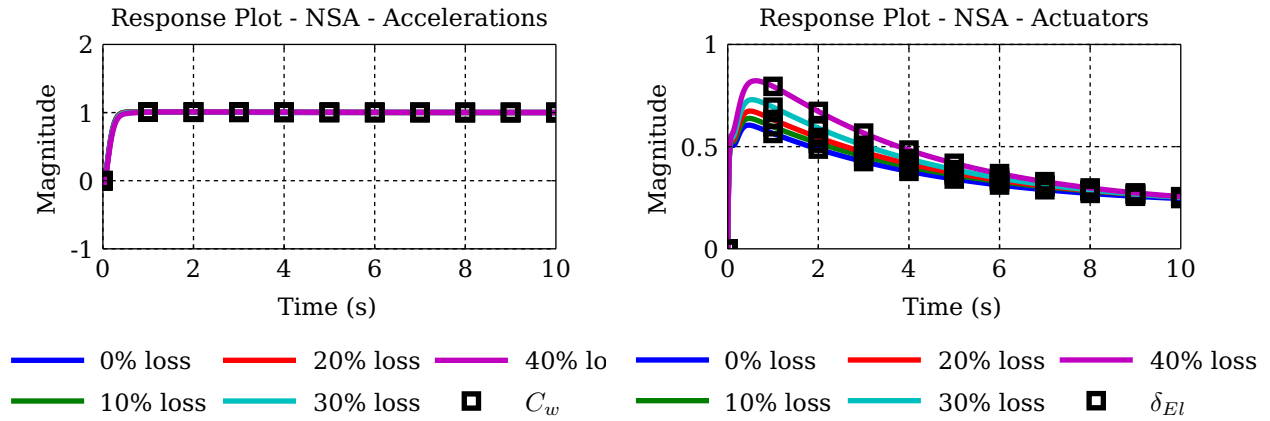 Response Plot - NSA - Accelerations
2
1
0
-1
Magnitude
0 2 4 6 8 10
Time (s)
0% loss 20% loss 40% lo
10% loss 30% loss C_w
Response Plot - NSA - Actuators
1
0.5
0
Magnitude
0 2 4 6 8 10
Time (s)
0% loss 20% loss 40% loss
10% loss 30% loss δ_{El}